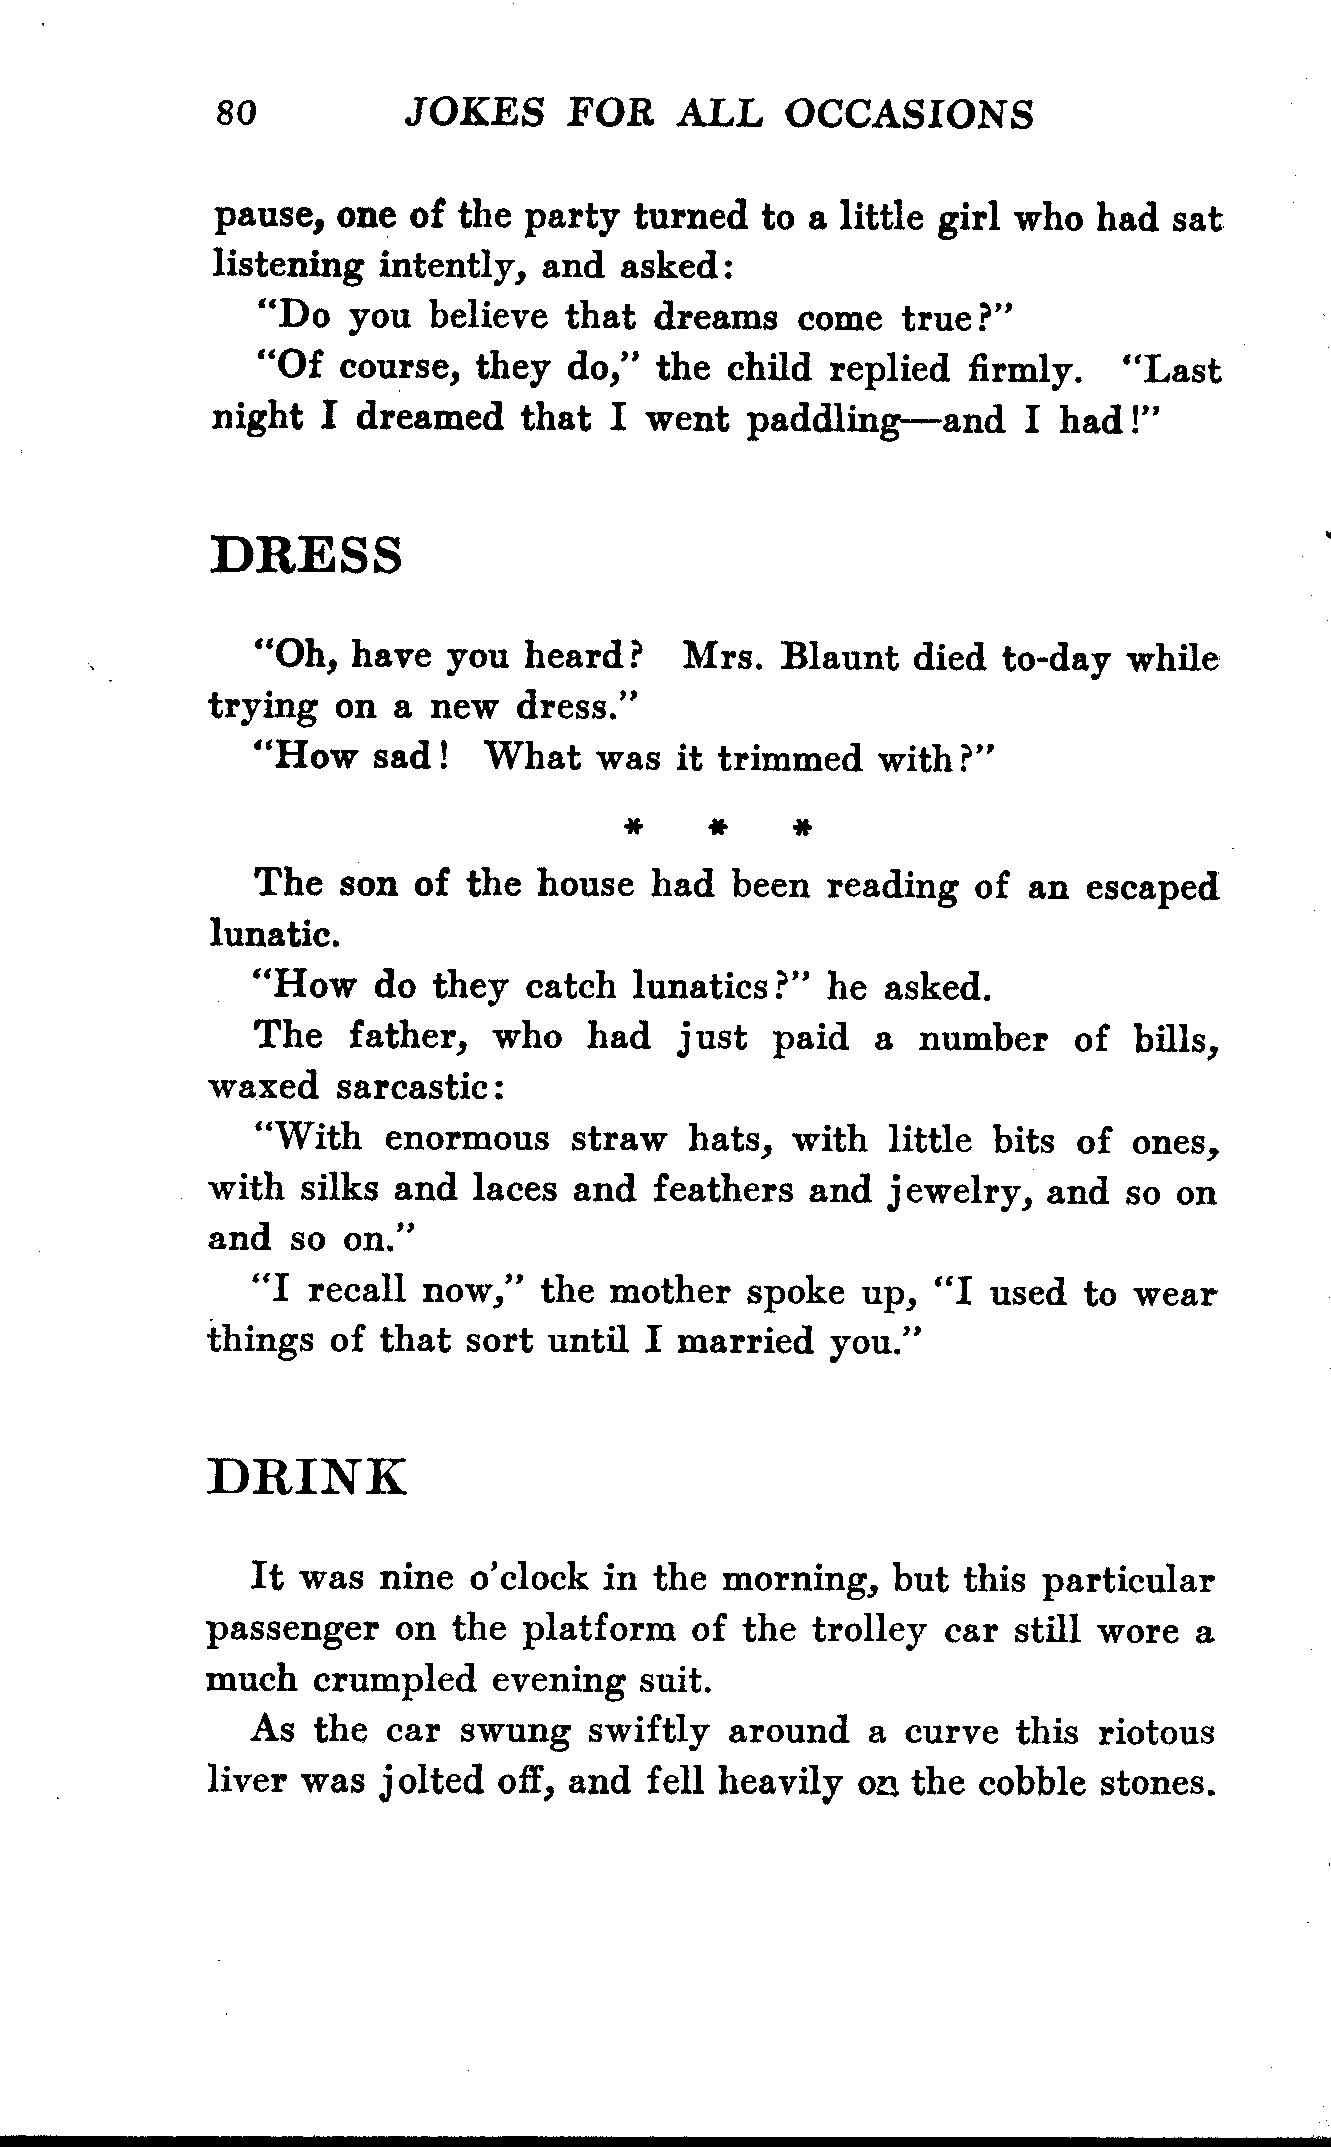 80 JOKES FOR ALL OCCASIONS
pause, one of the party turned to a little girl who had sat
listening intently, and asked:
“Do you believe that dreams come true?”
“Of course, they do,” the child replied firmly. “Last
night I dreamed that I went paddling—and I had!”
DRESS
“Oh, have you heard? Mrs. Blaunt died to-day while
trying on a new dress.”
“How sad! What was it trimmed with?”
* * *
The son of the house had been reading of an escaped
lunatic.
“How do they catch lunatics?” he asked.
The father, who had just paid a number of bills,
waxed sarcastic:
“With enormous straw hats, with little bits of ones,
with silks and laces and feathers and jewelry, and so on
and so on.”
“I recall now,” the mother spoke up, “I used to wear
things of that sort until I married you.”
DRINK
It was nine o’clock in the morning, but this particular
passenger on the platform of the trolley car still wore a
much crumpled evening suit.
As the car swung swiftly around a curve this riotous
liver was jolted off, and fell heavily on the cobble stones.